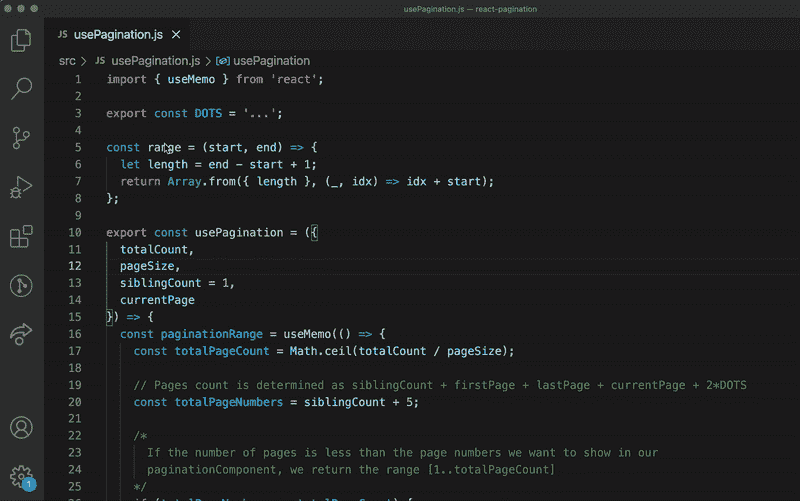 usePagination.js — react-pagination
JS usePagination.js ×
src > JS usePagination.js > usePagination
1 import { useMemo } from 'react';
2
3 export const DOTS = '...';
4
5 const range = (start, end) => {
6 let length = end - start + 1;
7 return Array.from({ length }, (_, idx) => idx + start);
8 };
9
10 export const usePagination = ({
11 totalCount,
12 pageSize,
13 siblingCount = 1,
14 currentPage
15 }) => {
16 const paginationRange = useMemo(() => {
17 const totalPageCount = Math.ceil(totalCount / pageSize);
18
19 // Pages count is determined as siblingCount + firstPage + lastPage + currentPage + 2*DOTS
20 const totalPageNumbers = siblingCount + 5;
21
22 /*
23 If the number of pages is less than the page numbers we want to show in our
24 paginationComponent, we return the range [1..totalPageCount]
25 */
1